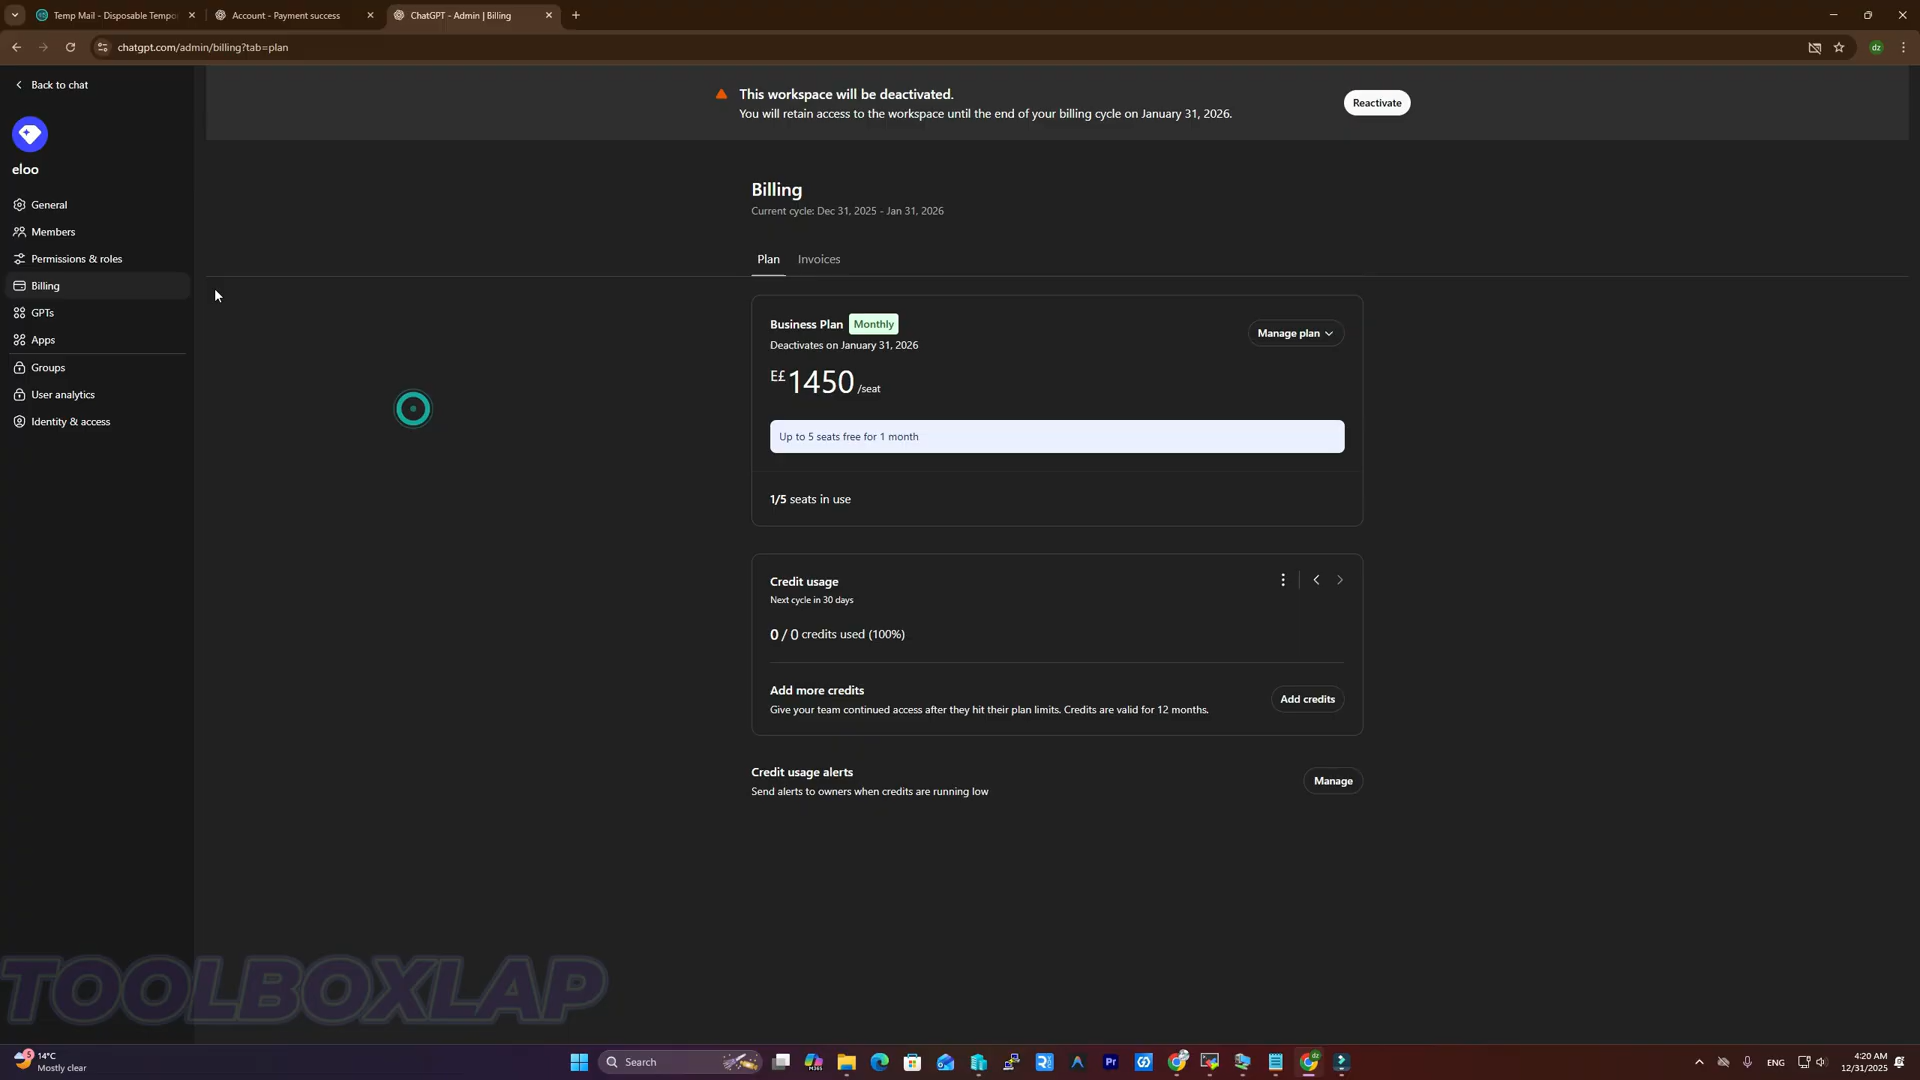 Temp Mail - Disposable Tempo
Account - Payment success
ChatGPT - Admin | Billing
chatgpt.com/admin/billing?tab=plan
dz
Back to chat
This workspace will be deactivated.
You will retain access to the workspace until the end of your billing cycle on January 31, 2026.
Reactivate
eloo
General
Members
Permissions & roles
Billing
GPTs
Apps
Groups
User analytics
Identity & access
Billing
Current cycle: Dec 31, 2025 - Jan 31, 2026
Plan Invoices
Business Plan Monthly
Manage plan
Deactivates on January 31, 2026
E£1450 /seat
Up to 5 seats free for 1 month
1/5 seats in use
Credit usage
Next cycle in 30 days
0 / 0 credits used (100%)
Add more credits
Give your team continued access after they hit their plan limits. Credits are valid for 12 months.
Add credits
Credit usage alerts
Send alerts to owners when credits are running low
Manage
TOOLBOXLAP
14°C
Mostly clear
Search
M365
Pr
ENG
4:20 AM
12/31/2025